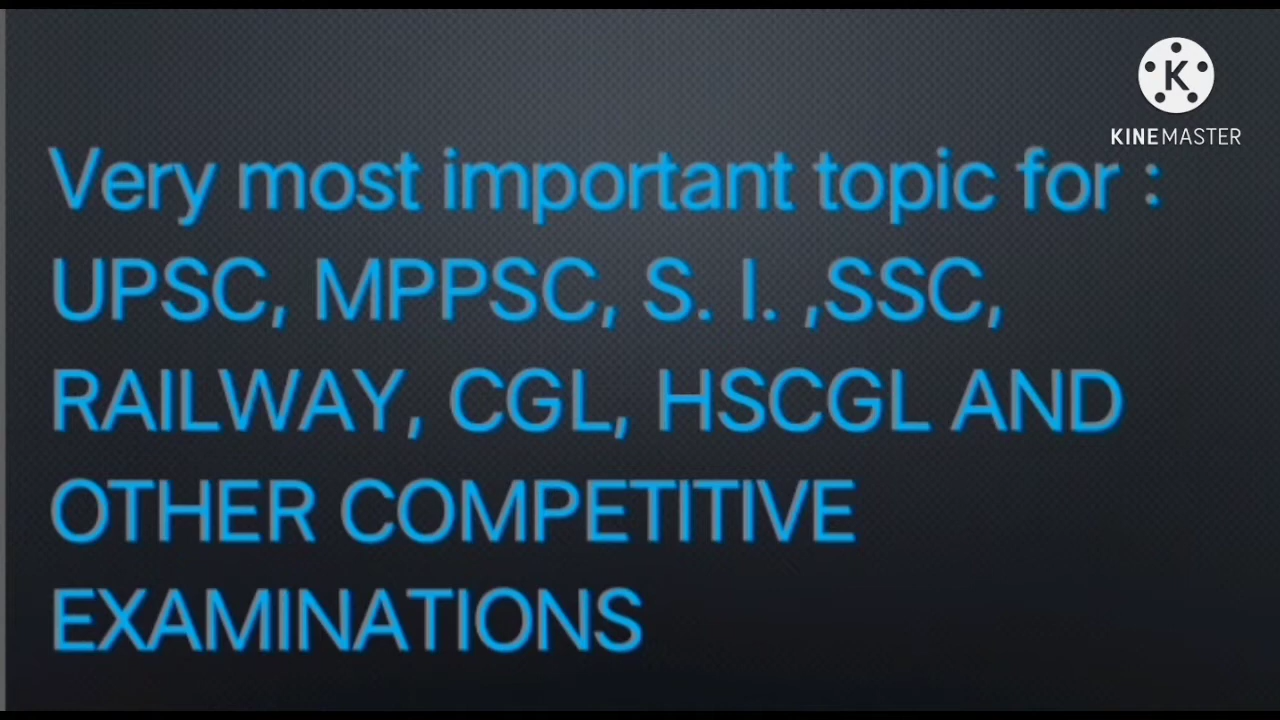 K
KINEMASTER
Very most important topic for :
UPSC, MPPSC, S. I. ,SSC,
RAILWAY, CGL, HSCGL AND
OTHER COMPETITIVE
EXAMINATIONS